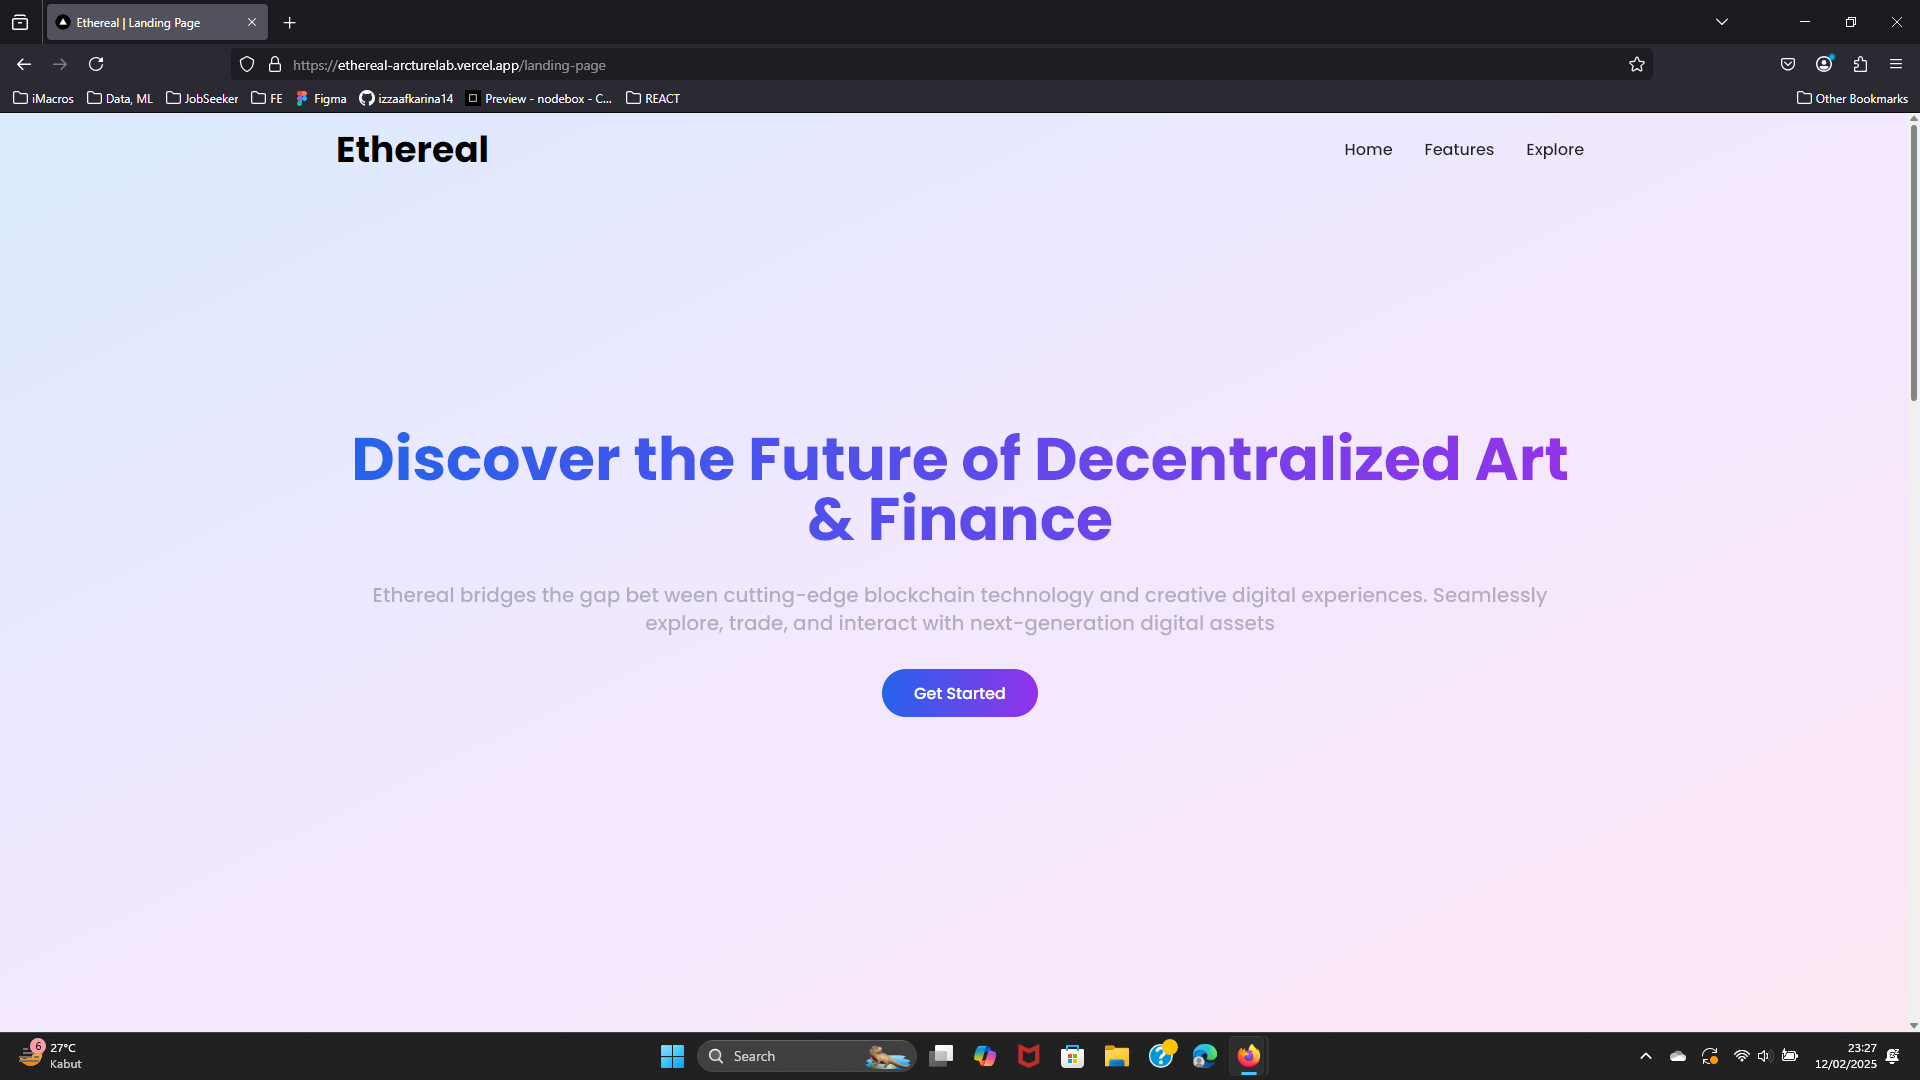 Ethereal | Landing Page
https://ethereal-arcturelab.vercel.app/landing-page
iMacros
Data, ML
JobSeeker
FE
Figma
izzaafkarina14
Preview - nodebox - C...
REACT
Other Bookmarks
Ethereal
Home
Features
Explore
Discover the Future of Decentralized Art
& Finance
Ethereal bridges the gap bet ween cutting-edge blockchain technology and creative digital experiences. Seamlessly
explore, trade, and interact with next-generation digital assets
Get Started
6
27°C
Kabut
Search
23:27
12/02/2025